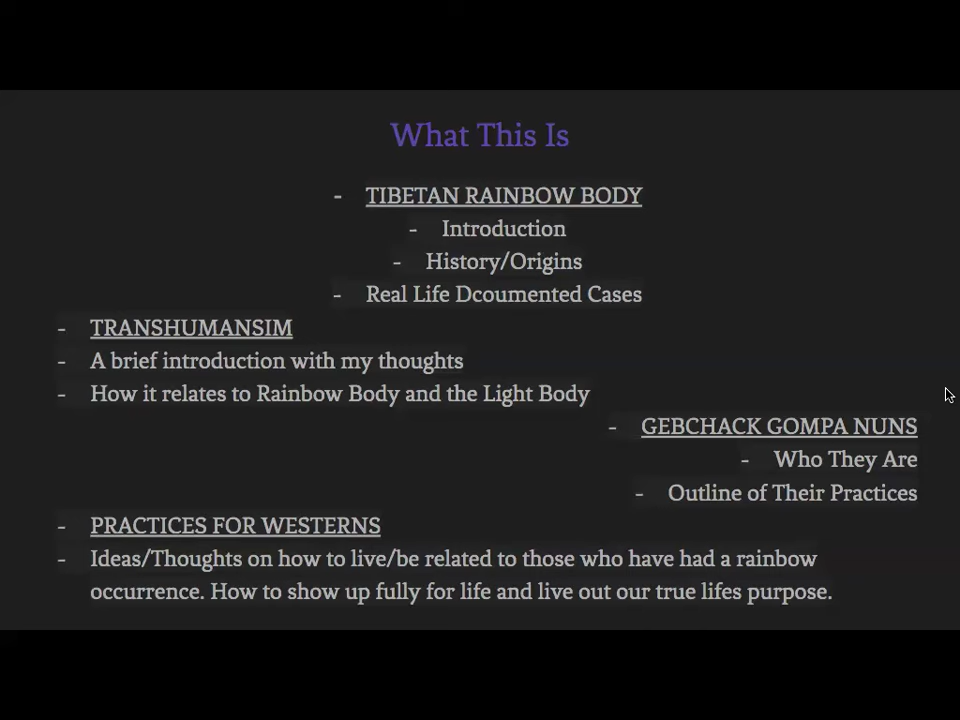 What This Is
- TIBETAN RAINBOW BODY
- Introduction
- History/Origins
- Real Life Dcoumented Cases
- TRANSHUMANSIM
- A brief introduction with my thoughts
- How it relates to Rainbow Body and the Light Body
- GEBCHACK GOMPA NUNS
- Who They Are
- Outline of Their Practices
- PRACTICES FOR WESTERNS
- Ideas/Thoughts on how to live/be related to those who have had a rainbow
occurrence. How to show up fully for life and live out our true lifes purpose.